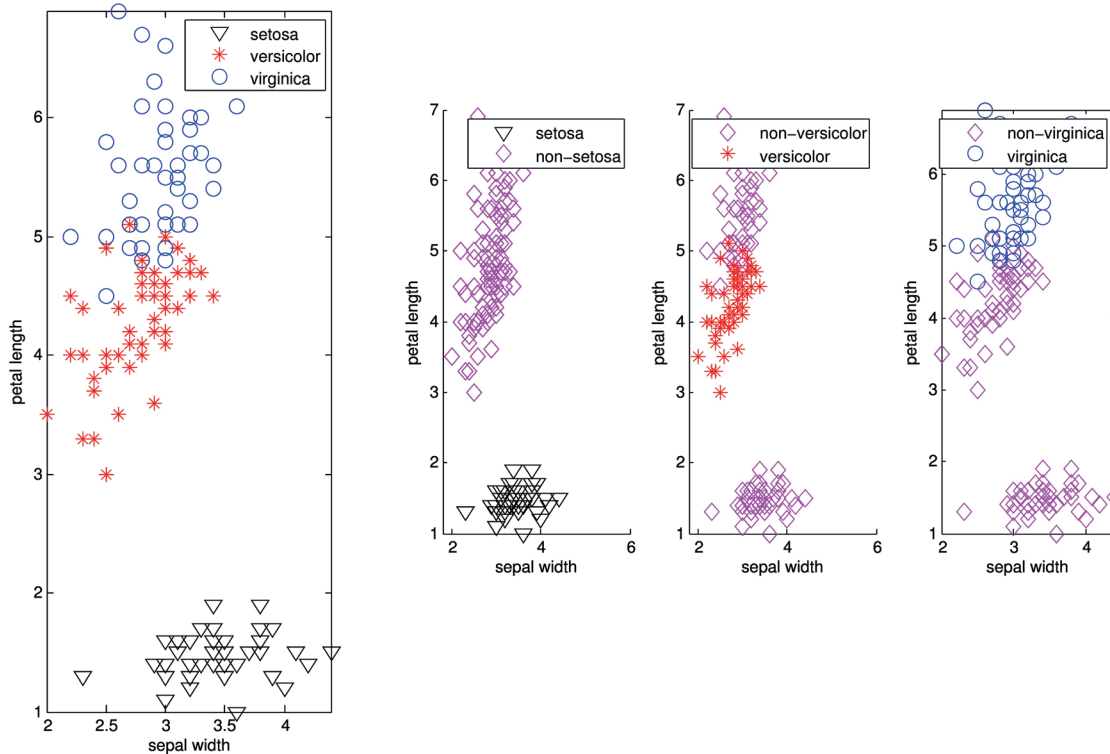 setosa
versicolor
virginica
6
5
4
3
2
1
petal length
2 2.5 3 3.5 4
sepal width
7
setosa
non-setosa
6
5
4
3
2
1
petal length
2 4 6
sepal width
7
non-versicolor
versicolor
6
5
4
3
2
1
petal length
2 4 6
sepal width
7
non-virginica
virginica
6
5
4
3
2
1
petal length
2 3 4
sepal width